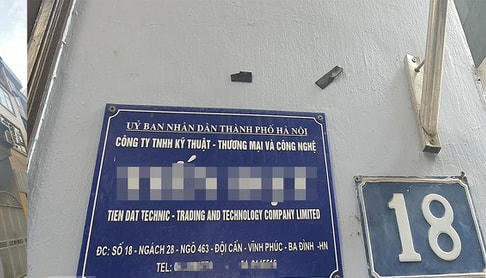 UỶ BAN NHÂN DÂN THÀNH PHỐ HÀ NỘI
CÔNG TY TNHH KỸ THUẬT - THƯƠNG MẠI VÀ CÔNG NGHỆ
TIEN DAT TECHNIC - TRADING AND TECHNOLOGY COMPANY LIMITED
ĐC: SỐ 18 - NGÁCH 28 - NGÕ 463 - ĐỘI CẤN - VĨNH PHÚC - BA ĐÌNH -HN
TEL:
18